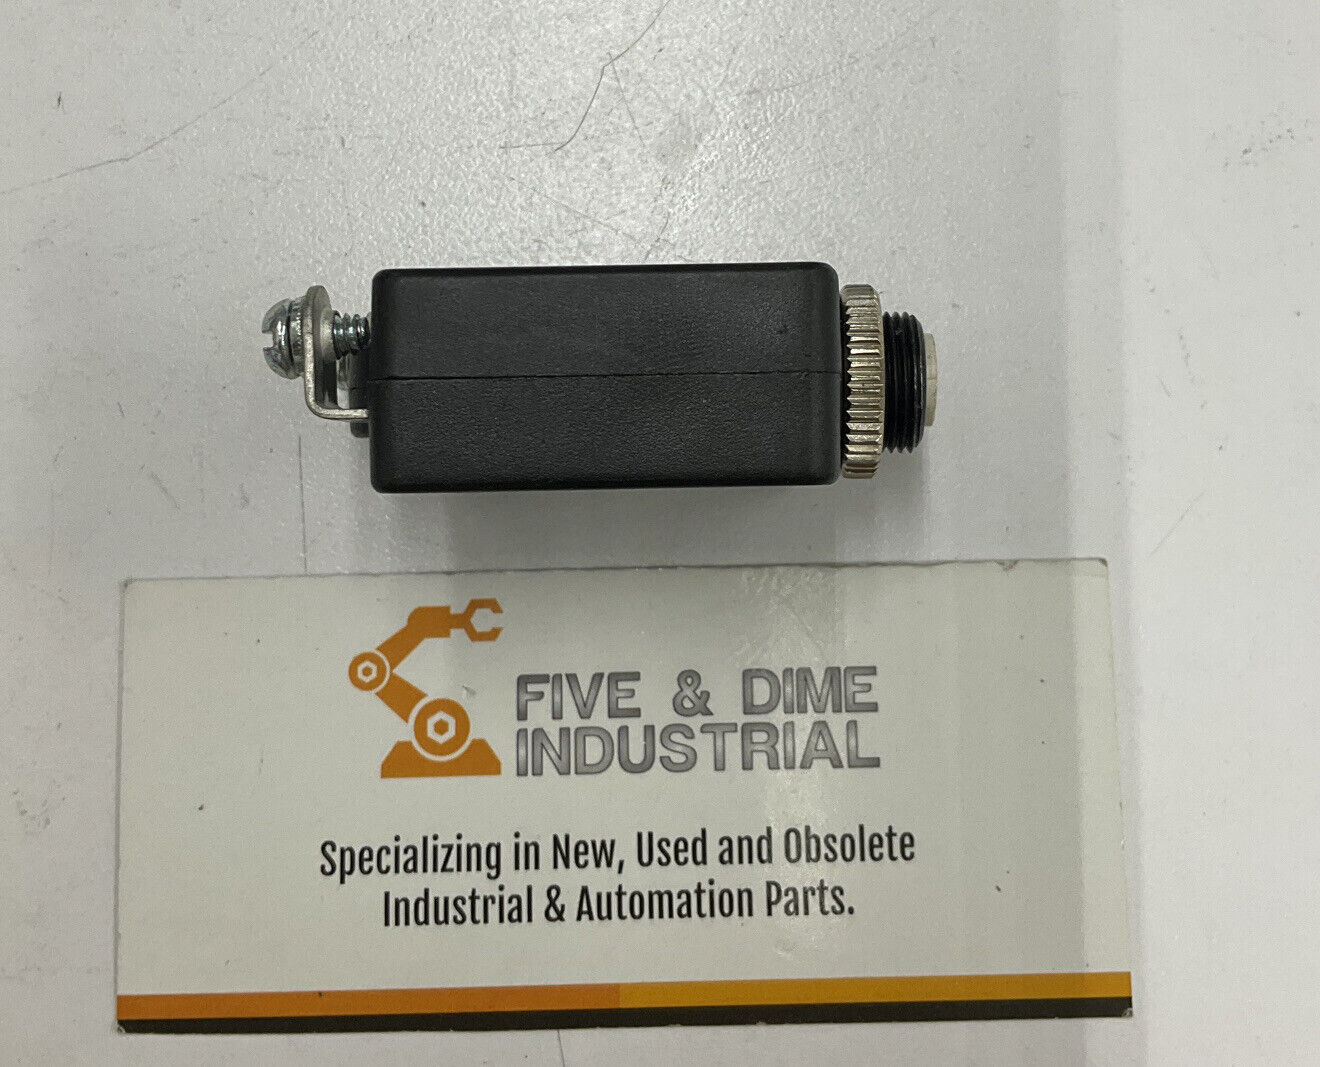 FIVE & DIME
INDUSTRIAL
Specializing in New, Used and Obsolete
Industrial & Automation Parts.